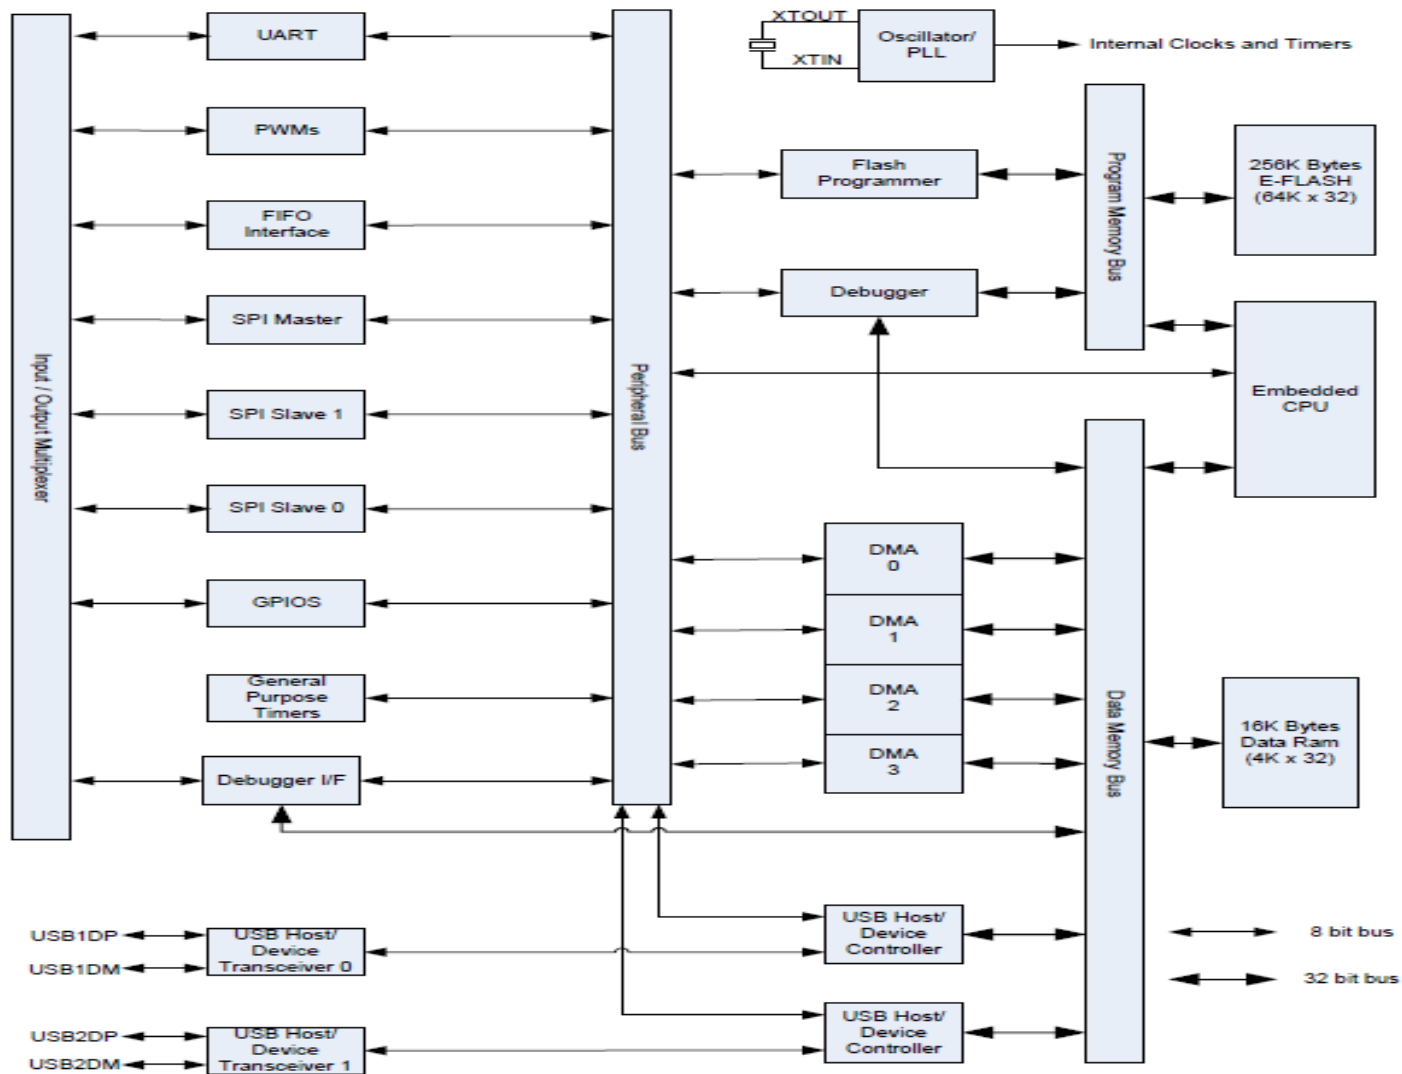 UART
PWMs
FIFO
Interface
SPI Master
SPI Slave 1
SPI Slave 0
GPIOS
General
Purpose
Timers
Debugger I/F
Input / Output Multiplexer
Peripheral Bus
XTOUT
XTIN
Oscillator/
PLL
Internal Clocks and Timers
Flash
Programmer
Debugger
Program Memory Bus
256K Bytes
E-FLASH
(64K x 32)
Embedded
CPU
DMA
0
DMA
1
DMA
2
DMA
3
Data Memory Bus
16K Bytes
Data Ram
(4K x 32)
USB1DP
USB1DM
USB Host/
Device
Transceiver 0
USB Host/
Device
Controller
USB2DP
USB2DM
USB Host/
Device
Transceiver 1
USB Host/
Device
Controller
8 bit bus
32 bit bus